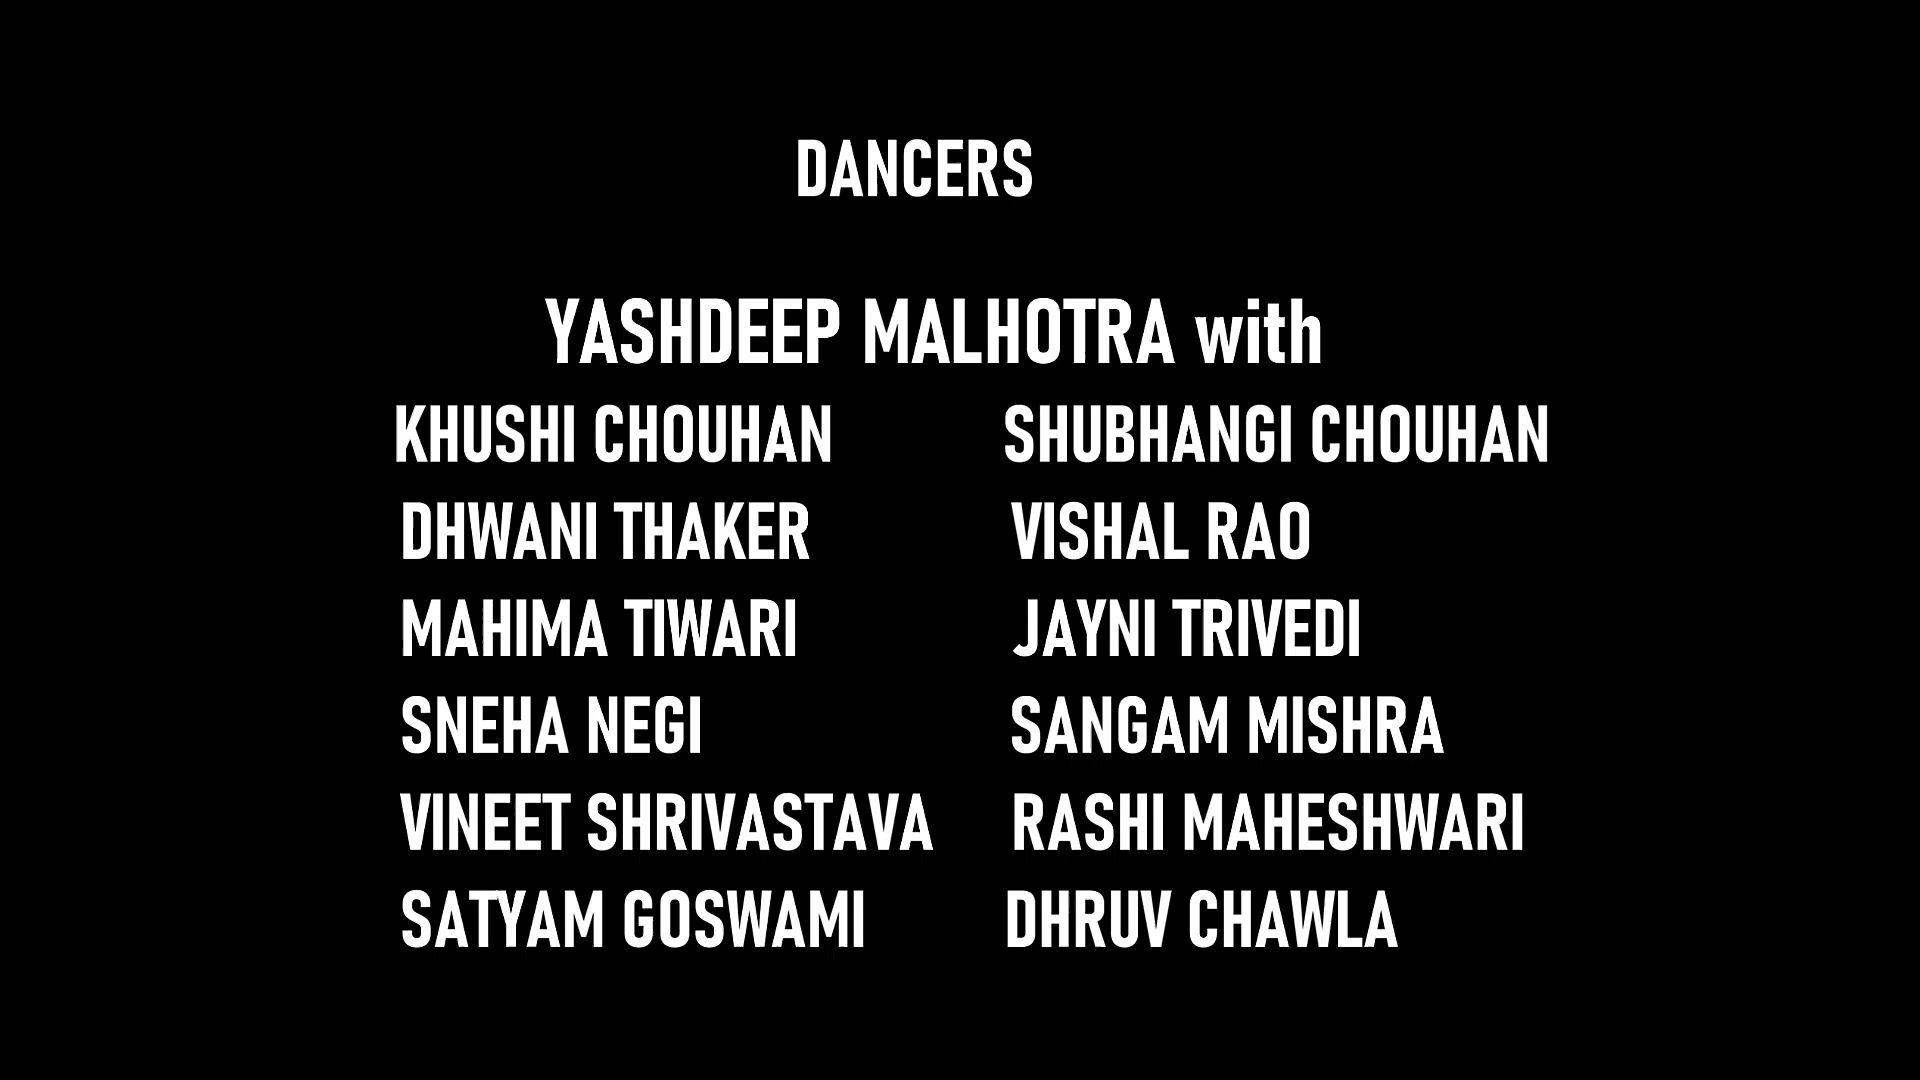 DANCERS
YASHDEEP MALHOTRA with
KHUSHI CHOUHAN SHUBHANGI CHOUHAN
DHWANI THAKER VISHAL RAO
MAHIMA TIWARI JAYNI TRIVEDI
SNEHA NEGI SANGAM MISHRA
VINEET SHRIVASTAVA RASHI MAHESHWARI
SATYAM GOSWAMI DHRUV CHAWLA